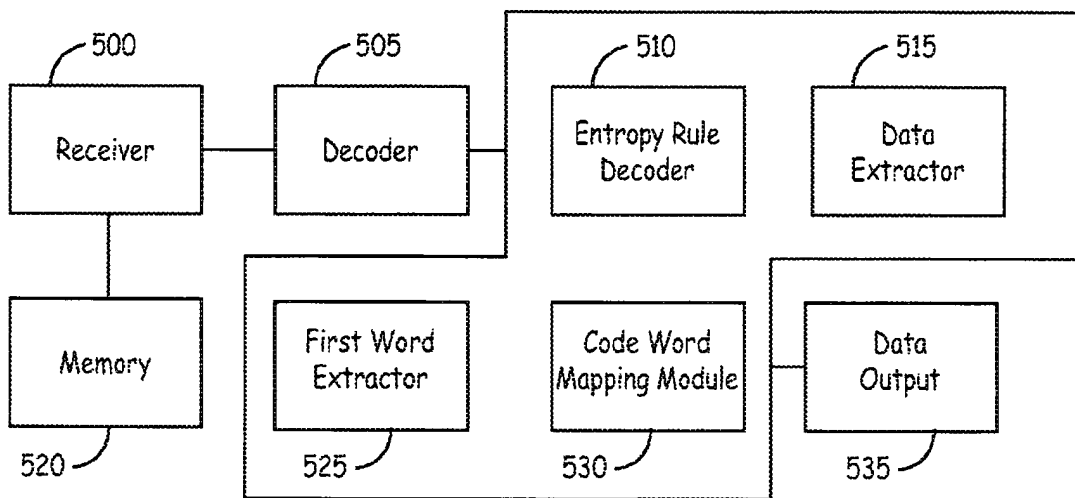 500
505
510
515
Receiver
Decoder
Entropy Rule
Decoder
Data
Extractor
Memory
First Word
Extractor
Code Word
Mapping Module
Data
Output
520
525
530
535